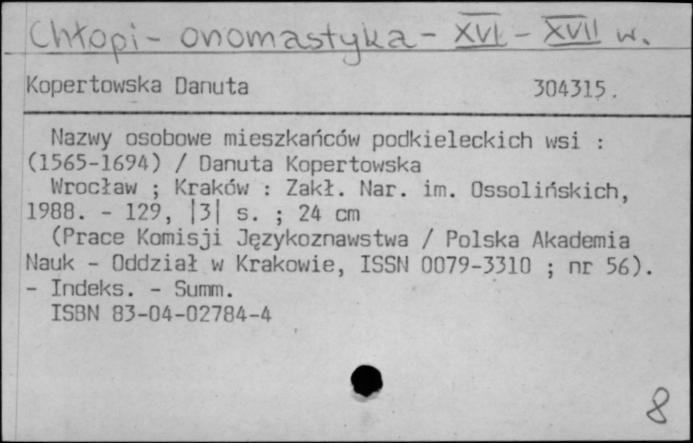 Chłopi - onomastyka - XVI - XVII w.
Kopertowska Danuta 304315.
Nazwy osobowe mieszkańców podkieleckich wsi :
(1565-1694) / Danuta Kopertowska
Wrocław ; Kraków : Zakł. Nar. im. Ossolińskich,
1988. - 129, |3| s. ; 24 cm
(Prace Komisji Językoznawstwa / Polska Akademia
Nauk - Oddział w Krakowie, ISSN 0079-3310 ; nr 56).
- Indeks. - Summ.
ISBN 83-04-02784-4
8